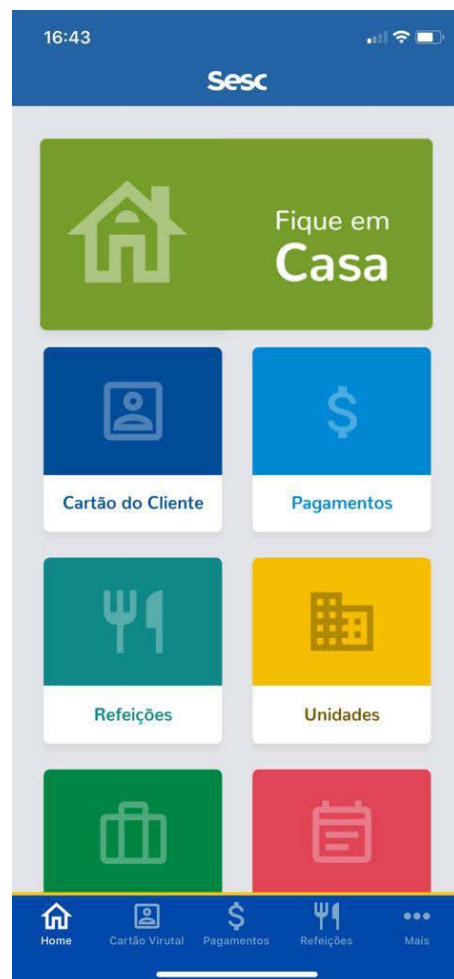 16:43
Sesc
Fique em
Casa
Cartão do Cliente
Pagamentos
Refeições
Unidades
Home
Cartão Virutal
Pagamentos
Refeições
Mais